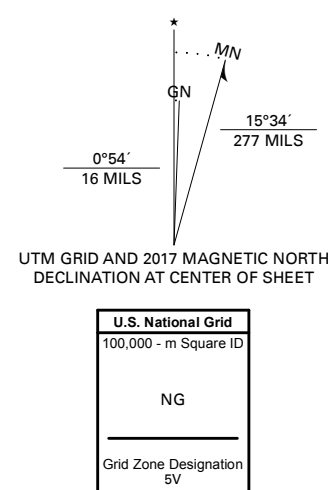 ★
MN
GN
15°34´
277 MILS
0°54´
16 MILS
UTM GRID AND 2017 MAGNETIC NORTH
DECLINATION AT CENTER OF SHEET
U.S. National Grid
100,000 - m Square ID
NG
Grid Zone Designation
5V